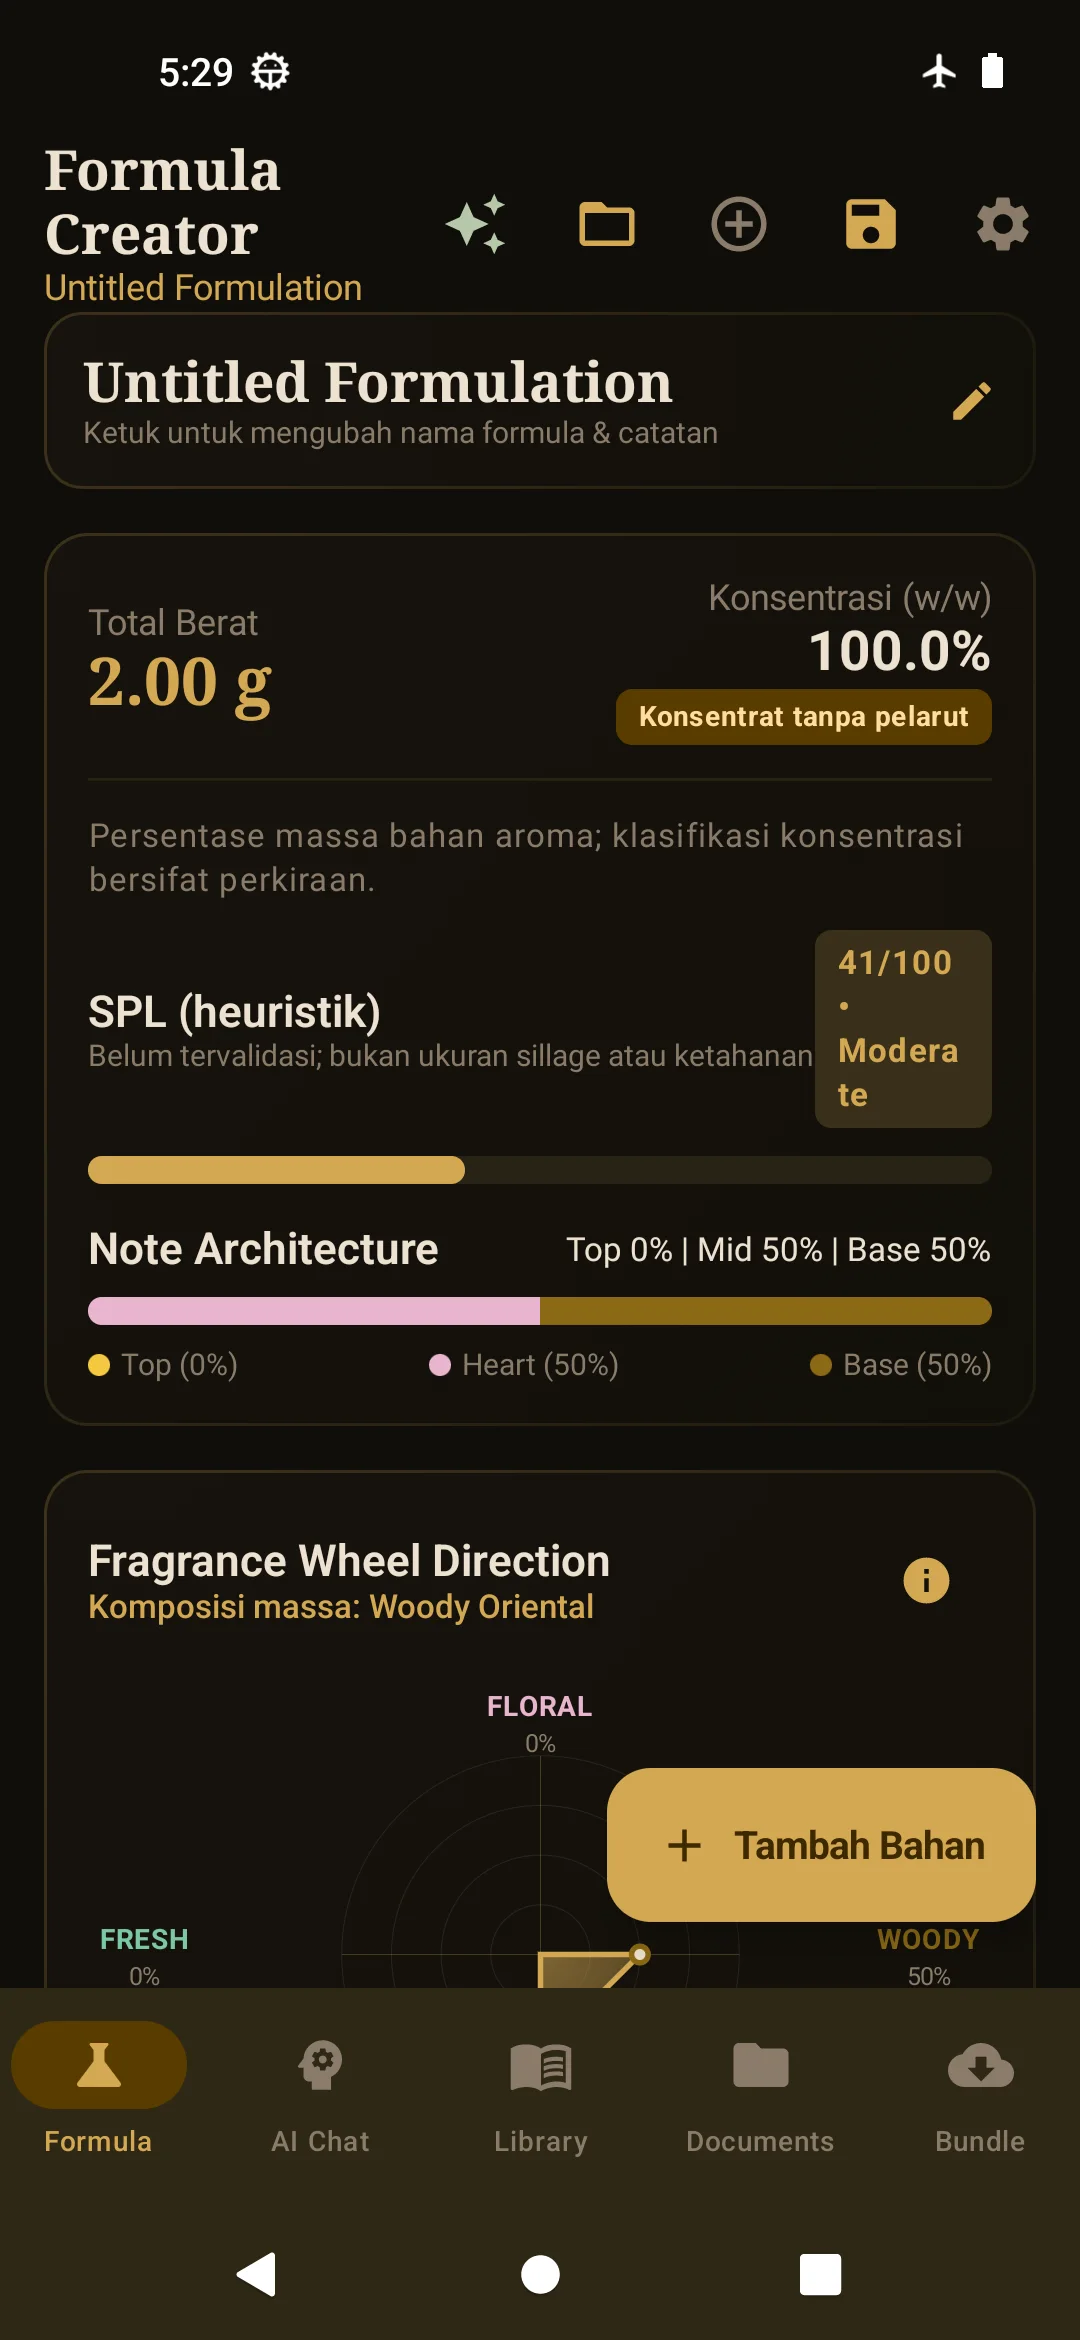 5:29
Formula
Creator
Untitled Formulation
Untitled Formulation
Ketuk untuk mengubah nama formula & catatan
Total Berat
2.00 g
Konsentrasi (w/w)
100.0%
Konsentrat tanpa pelarut
Persentase massa bahan aroma; klasifikasi konsentrasi
bersifat perkiraan.
SPL (heuristik)
Belum tervalidasi; bukan ukuran sillage atau ketahanan
41/100
•
Modera
te
Note Architecture
Top 0% | Mid 50% | Base 50%
Top (0%)
Heart (50%)
Base (50%)
Fragrance Wheel Direction
Komposisi massa: Woody Oriental
FLORAL
0%
Tambah Bahan
FRESH
0%
WOODY
50%
Formula
AI Chat
Library
Documents
Bundle